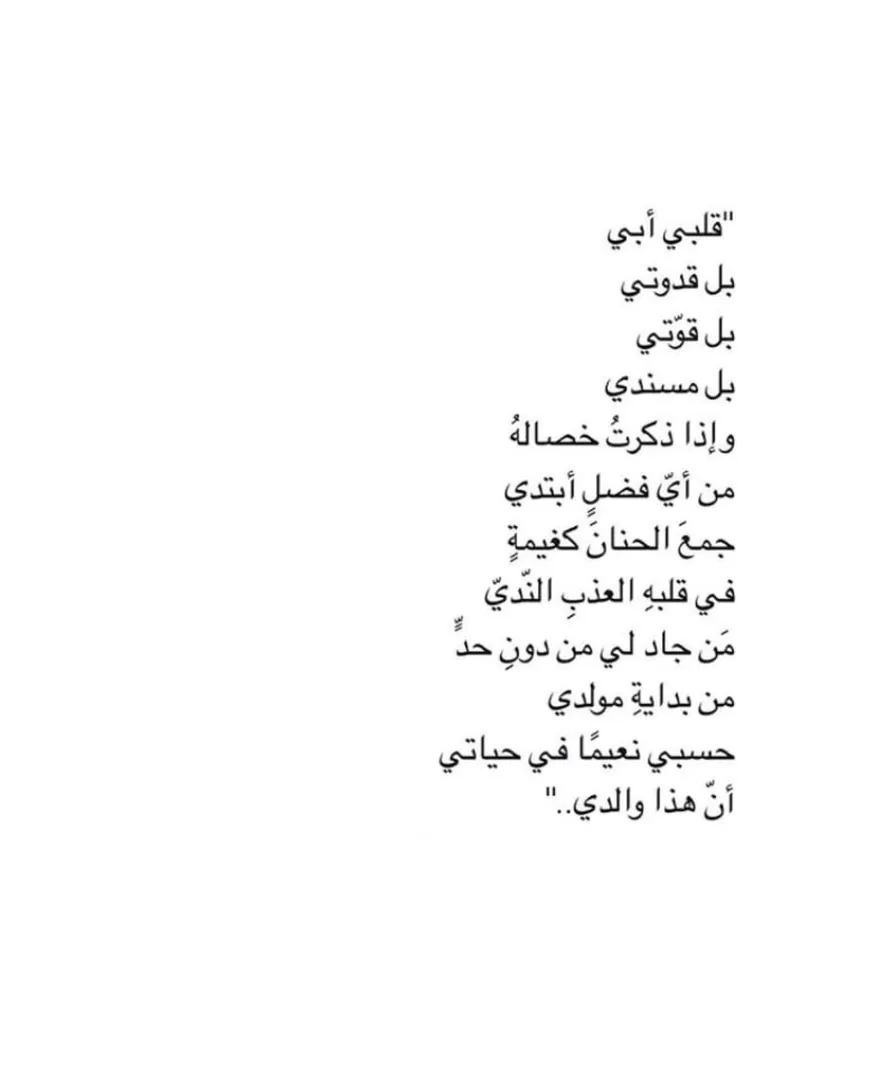 "قلبي أبي
بل قدوتي
بل قوّتي
بل مسندي
وإذا ذكرتُ خصالهُ
من أيّ فضلٍ أبتدي
جمعَ الحنانَ كغيمةٍ
في قلبهِ العذبِ النّديّ
مَن جاد لي من دونِ حدٍّ
من بدايةِ مولدي
حسبي نعيمًا في حياتي
أنّ هذا والدي.."